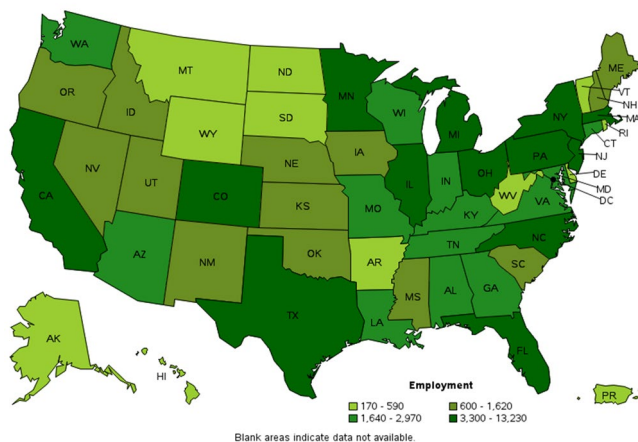 WA
MT
ND
ME
OR
MN
VT
ID
SD
WI
NH
WY
MI
NY
MA
RI
CT
IA
PA
NJ
NE
NV
OH
DE
IL
IN
UT
MD
CO
WV
DC
CA
VA
KS
MO
KY
NC
TN
AZ
OK
NM
AR
SC
MS
AL
GA
TX
LA
AK
FL
HI
Employment
PR
170 - 590
600 - 1,620
1,640 - 2,970
3,300 - 13,230
Blank areas indicate data not available.